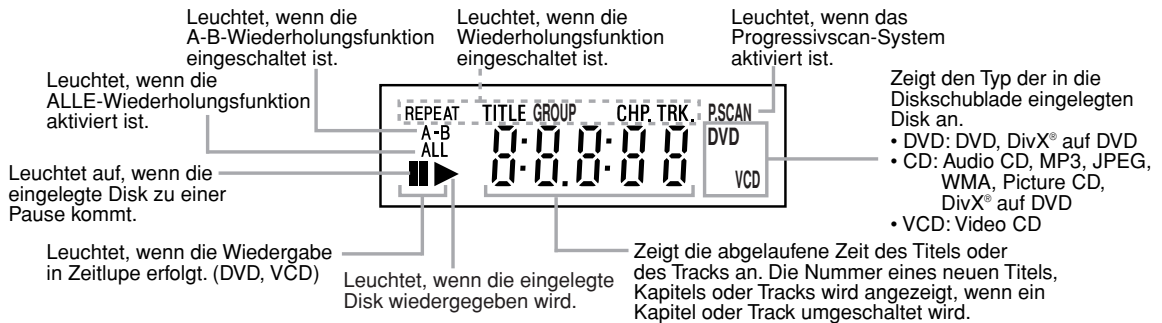 Leuchtet, wenn die
A-B-Wiederholungsfunktion
eingeschaltet ist.
Leuchtet, wenn die
Wiederholungsfunktion
eingeschaltet ist.
Leuchtet, wenn das
Progressivscan-System
aktiviert ist.
Leuchtet, wenn die
ALLE-Wiederholungsfunktion
aktiviert ist.
Leuchtet auf, wenn die
eingelegte Disk zu einer
Pause kommt.
Leuchtet, wenn die Wiedergabe
in Zeitlupe erfolgt. (DVD, VCD)
REPEAT TITLE GROUP CHP. TRK. P.SCAN
A-B
ALL
8:8.8:8 8
DVD
VCD
Leuchtet, wenn die eingelegte
Disk wiedergegeben wird.
Zeigt die abgelaufene Zeit des Titels oder
des Tracks an. Die Nummer eines neuen Titels,
Kapitels oder Tracks wird angezeigt, wenn ein
Kapitel oder Track umgeschaltet wird.
Zeigt den Typ der in die
Diskschublade eingelegten
Disk an.
• DVD: DVD, DivX® auf DVD
• CD: Audio CD, MP3, JPEG,
WMA, Picture CD,
DivX® auf DVD
• VCD: Video CD